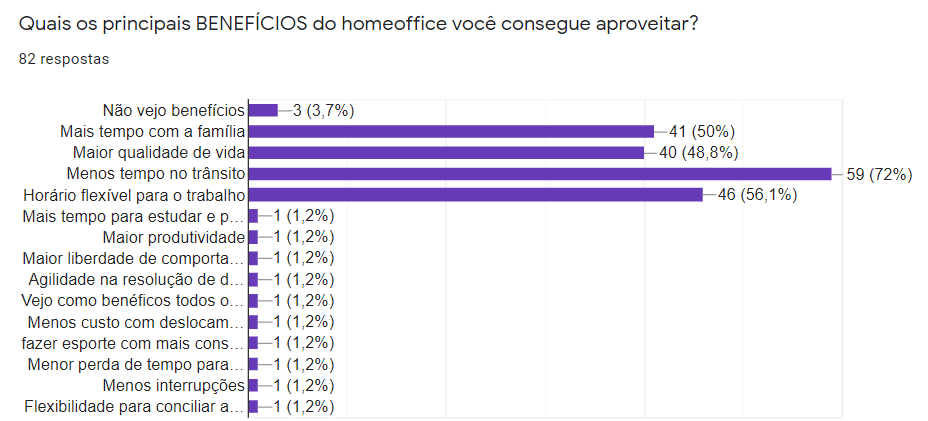 Quais os principais BENEFÍCIOS do homeoffice você consegue aproveitar?
82 respostas
Não vejo benefícios 3 (3,7%)
Mais tempo com a família 41 (50%)
Maior qualidade de vida 40 (48,8%)
Menos tempo no trânsito 59 (72%)
Horário flexível para o trabalho 46 (56,1%)
Mais tempo para estudar e p... 1 (1,2%)
Maior produtividade 1 (1,2%)
Maior liberdade de comporta... 1 (1,2%)
Agilidade na resolução de d... 1 (1,2%)
Vejo como benéficos todos o... 1 (1,2%)
Menos custo com deslocam... 1 (1,2%)
fazer esporte com mais cons... 1 (1,2%)
Menor perda de tempo para... 1 (1,2%)
Menos interrupções 1 (1,2%)
Flexibilidade para conciliar a... 1 (1,2%)